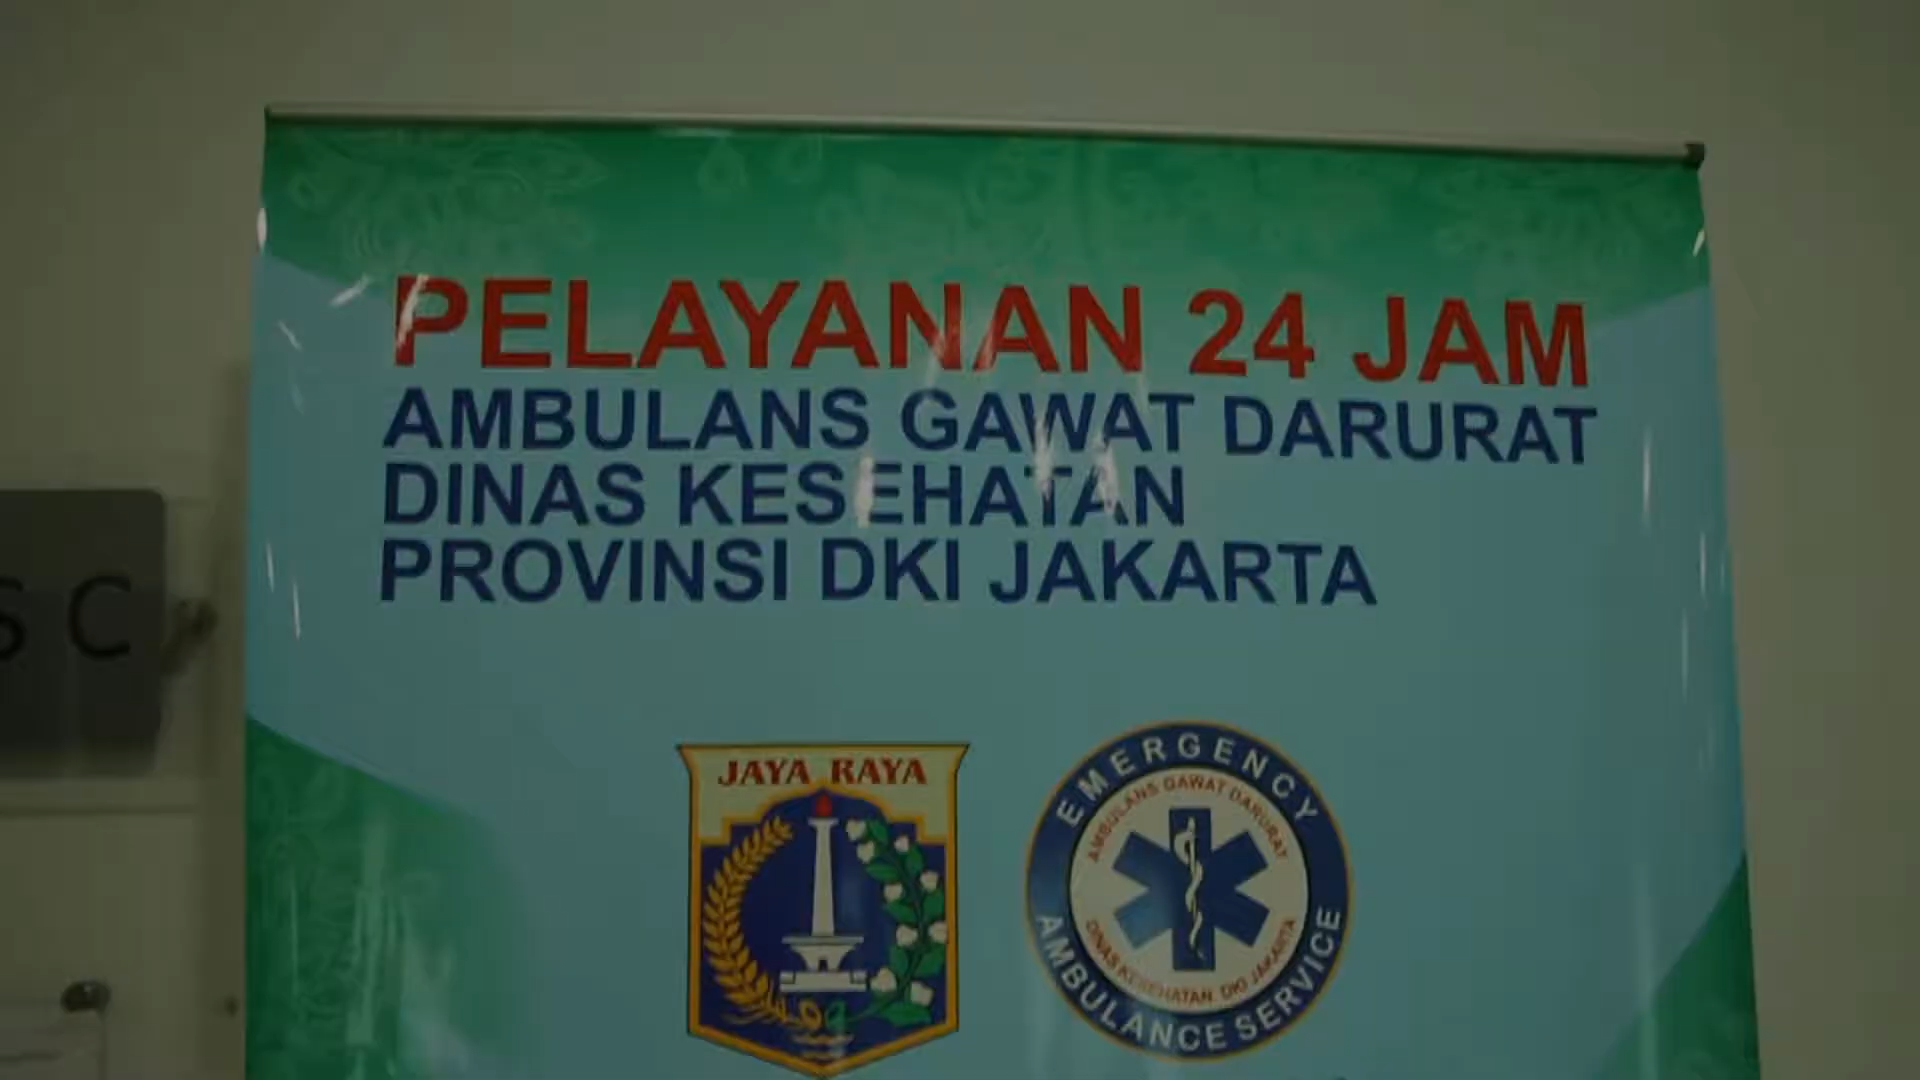 PELAYANAN 24 JAM
AMBULANS GAWAT DARURAT
DINAS KESEHATAN
PROVINSI DKI JAKARTA
S C
JAYA RAYA
EMERGENCY
AMBULANS GAWAT DARURAT
DINAS KESEHATAN. DKI JAKARTA
AMBULANCE SERVICE